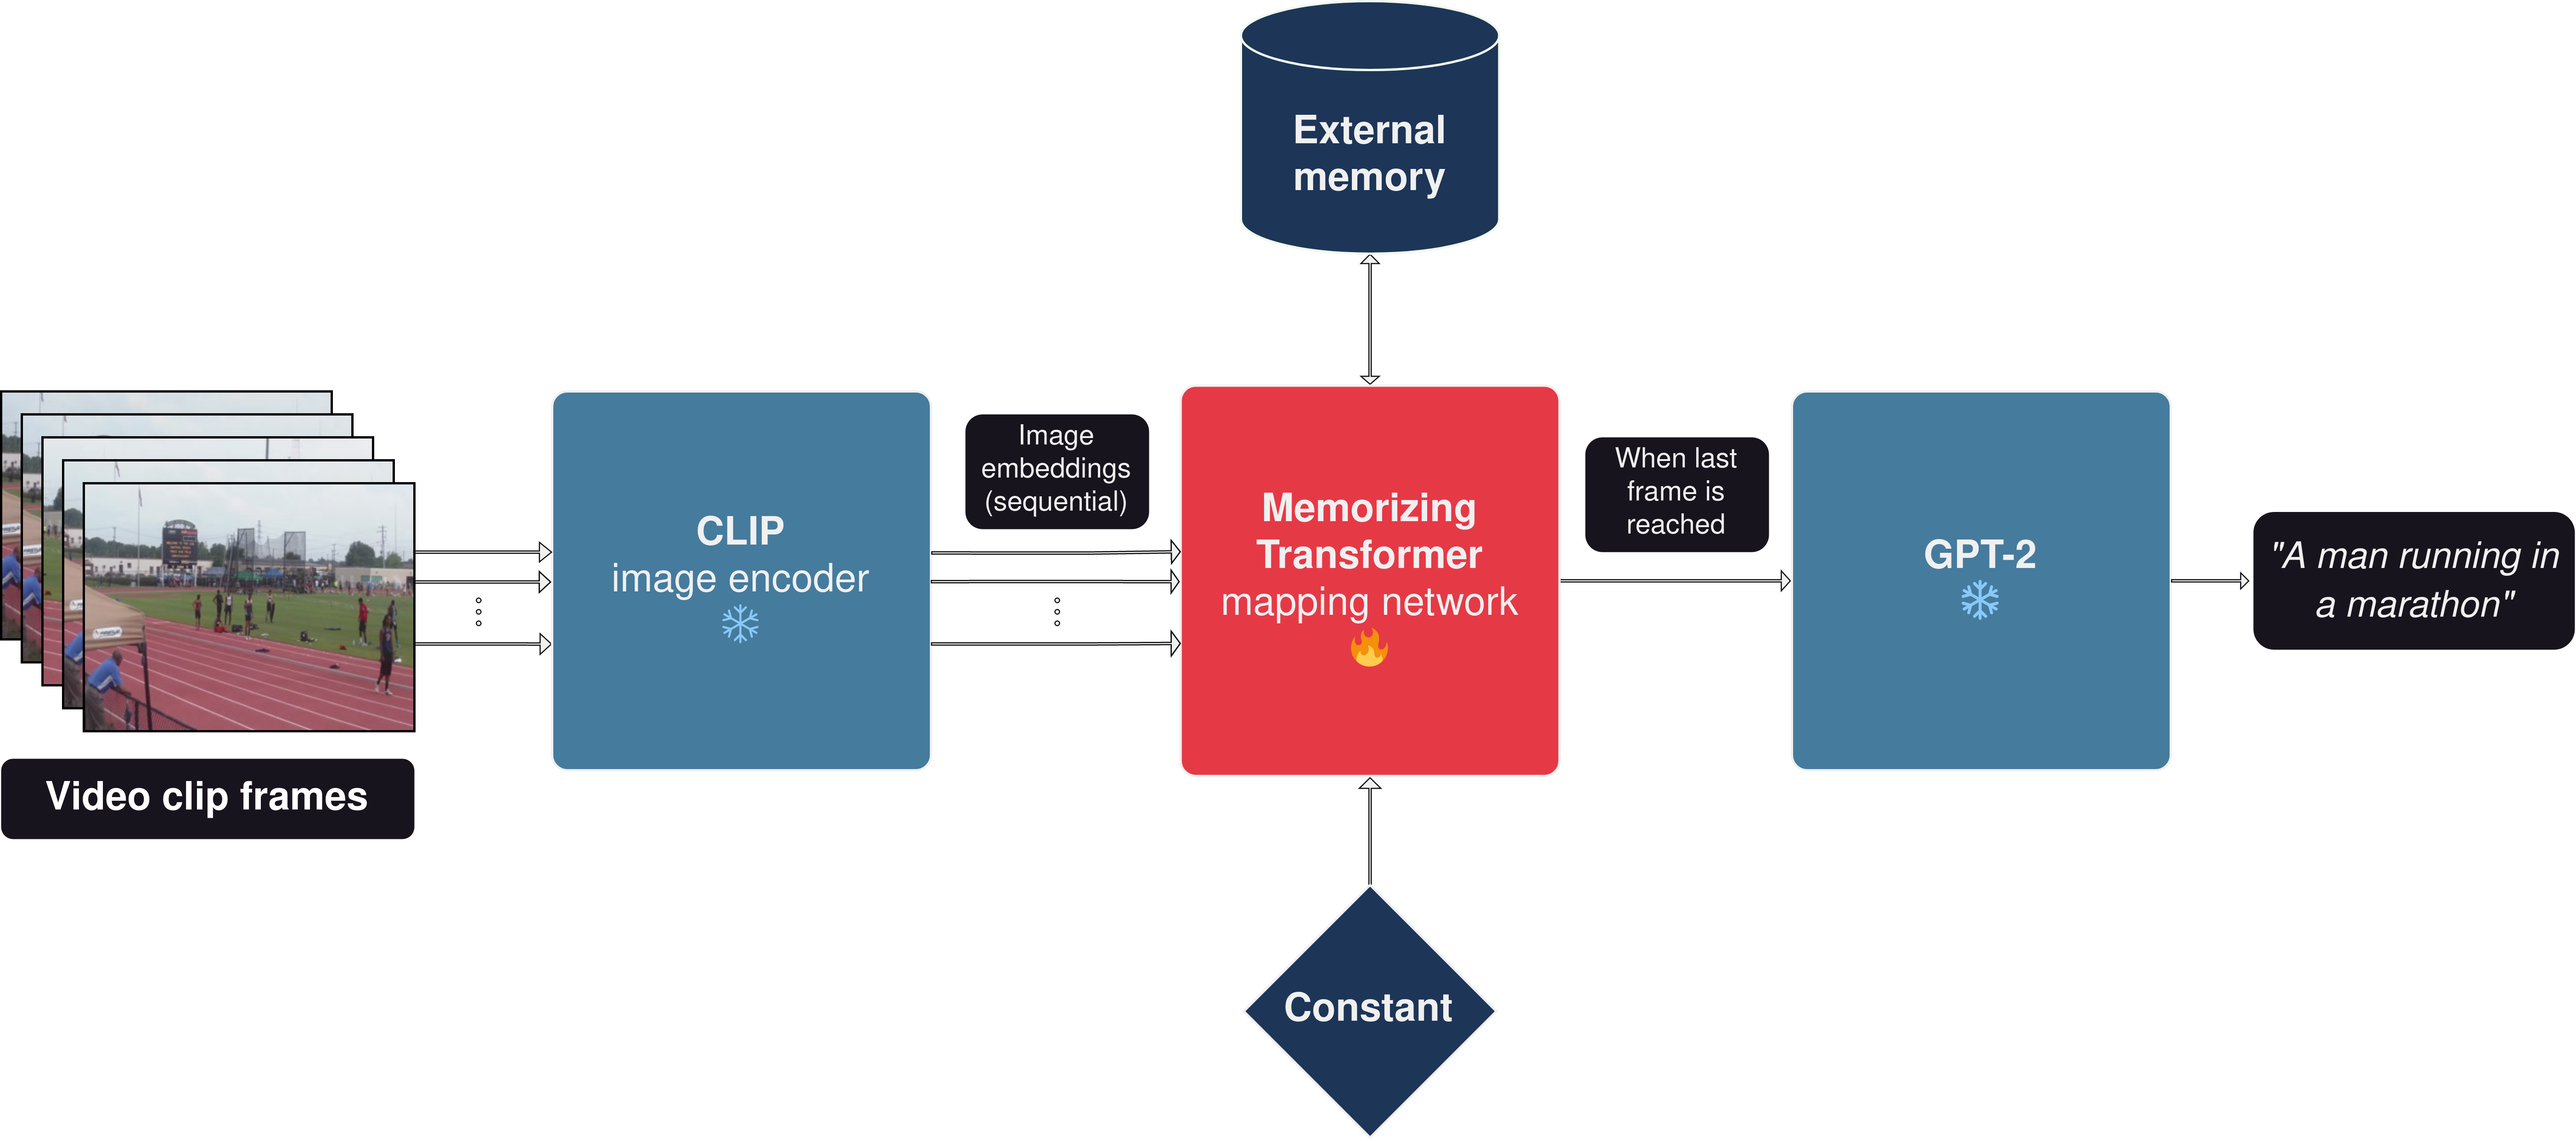 External
memory
Image
embeddings
(sequential)
When last
frame is
reached
CLIP
image encoder
Memorizing
Transformer
mapping network
GPT-2
"A man running in
a marathon"
Video clip frames
Constant